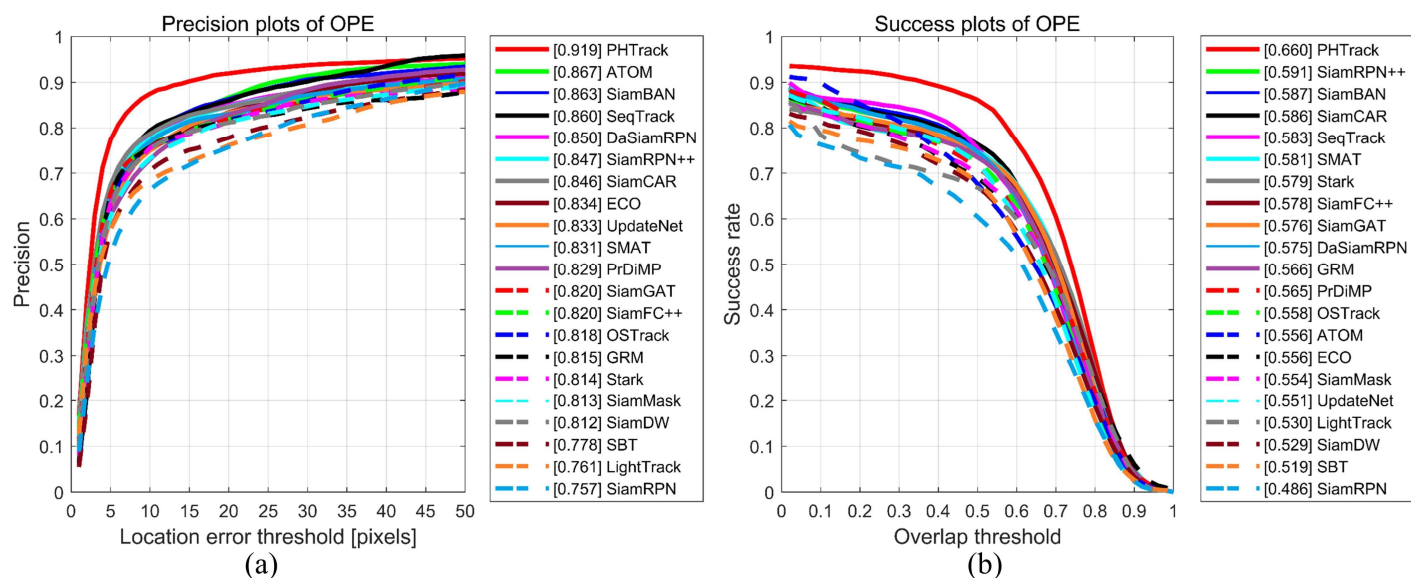 Precision plots of OPE
1
0.9
0.8
0.7
0.6
0.5
0.4
0.3
0.2
0.1
0
Precision
0 5 10 15 20 25 30 35 40 45 50
Location error threshold [pixels]
(a)
[0.919] PHTrack
[0.867] ATOM
[0.863] SiamBAN
[0.860] SeqTrack
[0.850] DaSiamRPN
[0.847] SiamRPN++
[0.846] SiamCAR
[0.834] ECO
[0.833] UpdateNet
[0.831] SMAT
[0.829] PrDiMP
[0.820] SiamGAT
[0.820] SiamFC++
[0.818] OSTrack
[0.815] GRM
[0.814] Stark
[0.813] SiamMask
[0.812] SiamDW
[0.778] SBT
[0.761] LightTrack
[0.757] SiamRPN
Success plots of OPE
1
0.9
0.8
0.7
0.6
0.5
0.4
0.3
0.2
0.1
0
Success rate
0 0.1 0.2 0.3 0.4 0.5 0.6 0.7 0.8 0.9 1
Overlap threshold
(b)
[0.660] PHTrack
[0.591] SiamRPN++
[0.587] SiamBAN
[0.586] SiamCAR
[0.583] SeqTrack
[0.581] SMAT
[0.579] Stark
[0.578] SiamFC++
[0.576] SiamGAT
[0.575] DaSiamRPN
[0.566] GRM
[0.565] PrDiMP
[0.558] OSTrack
[0.556] ATOM
[0.556] ECO
[0.554] SiamMask
[0.551] UpdateNet
[0.530] LightTrack
[0.529] SiamDW
[0.519] SBT
[0.486] SiamRPN